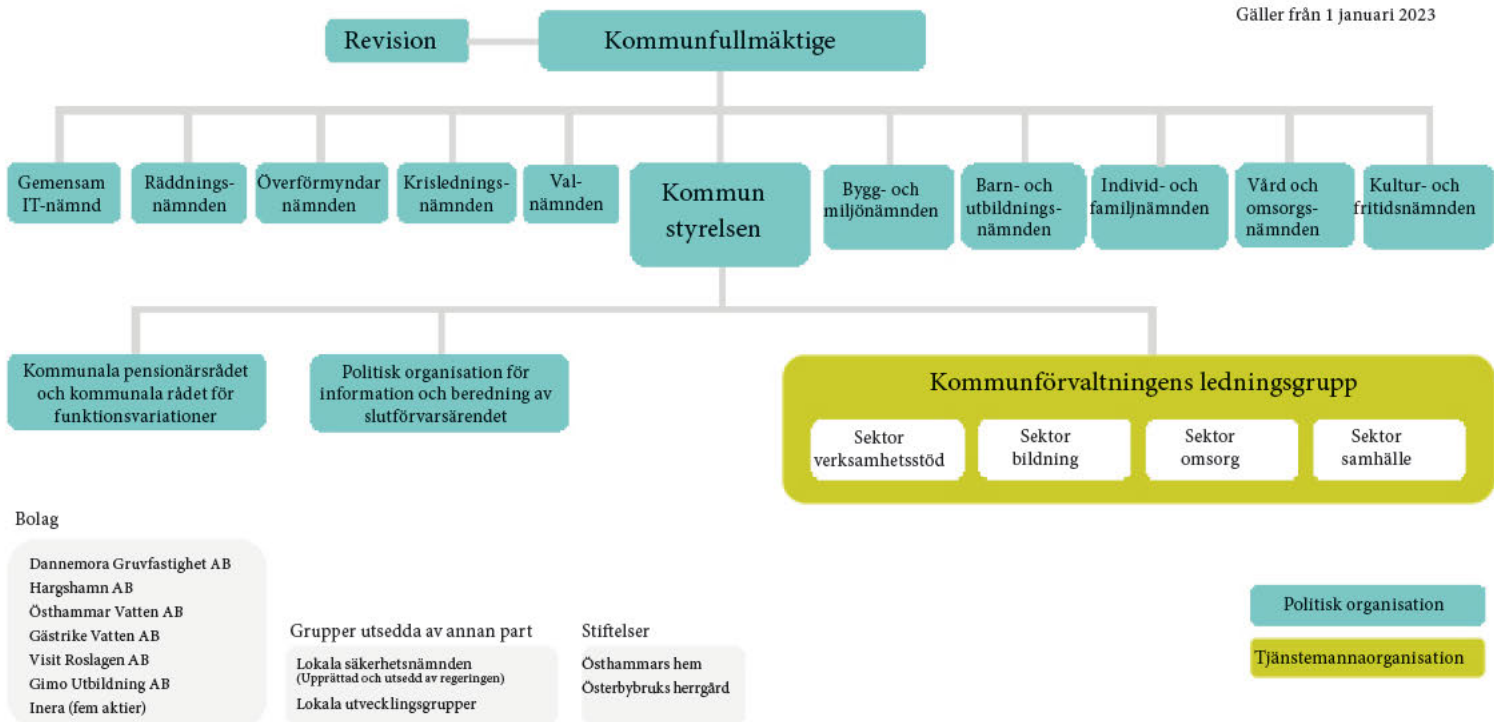 Gäller från 1 januari 2023
Revision
Kommunfullmäktige
Gemensam
IT-nämnd
Räddnings-
nämnden
Överförmyndar
nämnden
Krislednings-
nämnden
Val-
nämnden
Kommun
styrelsen
Bygg- och
miljönämnden
Barn- och
utbildnings-
nämnden
Individ- och
familjnämnden
Vård och
omsorgs-
nämnden
Kultur- och
fritidsnämnden
Kommunala pensionärsrådet
och kommunala rådet för
funktionsvariationer
Politisk organisation för
information och beredning av
slutförvarsärendet
Kommunförvaltningens ledningsgrupp
Sektor
verksamhetsstöd
Sektor
bildning
Sektor
omsorg
Sektor
samhälle
Bolag
Dannemora Gruvfastighet AB
Hargshamn AB
Östhammar Vatten AB
Gästrike Vatten AB
Visit Roslagen AB
Gimo Utbildning AB
Inera (fem aktier)
Grupper utsedda av annan part
Lokala säkerhetsnämnden
(Upprättad och utsedd av regeringen)
Lokala utvecklingsgrupper
Stiftelser
Östhammars hem
Österbybruks herrgård
Politisk organisation
Tjänstemannaorganisation